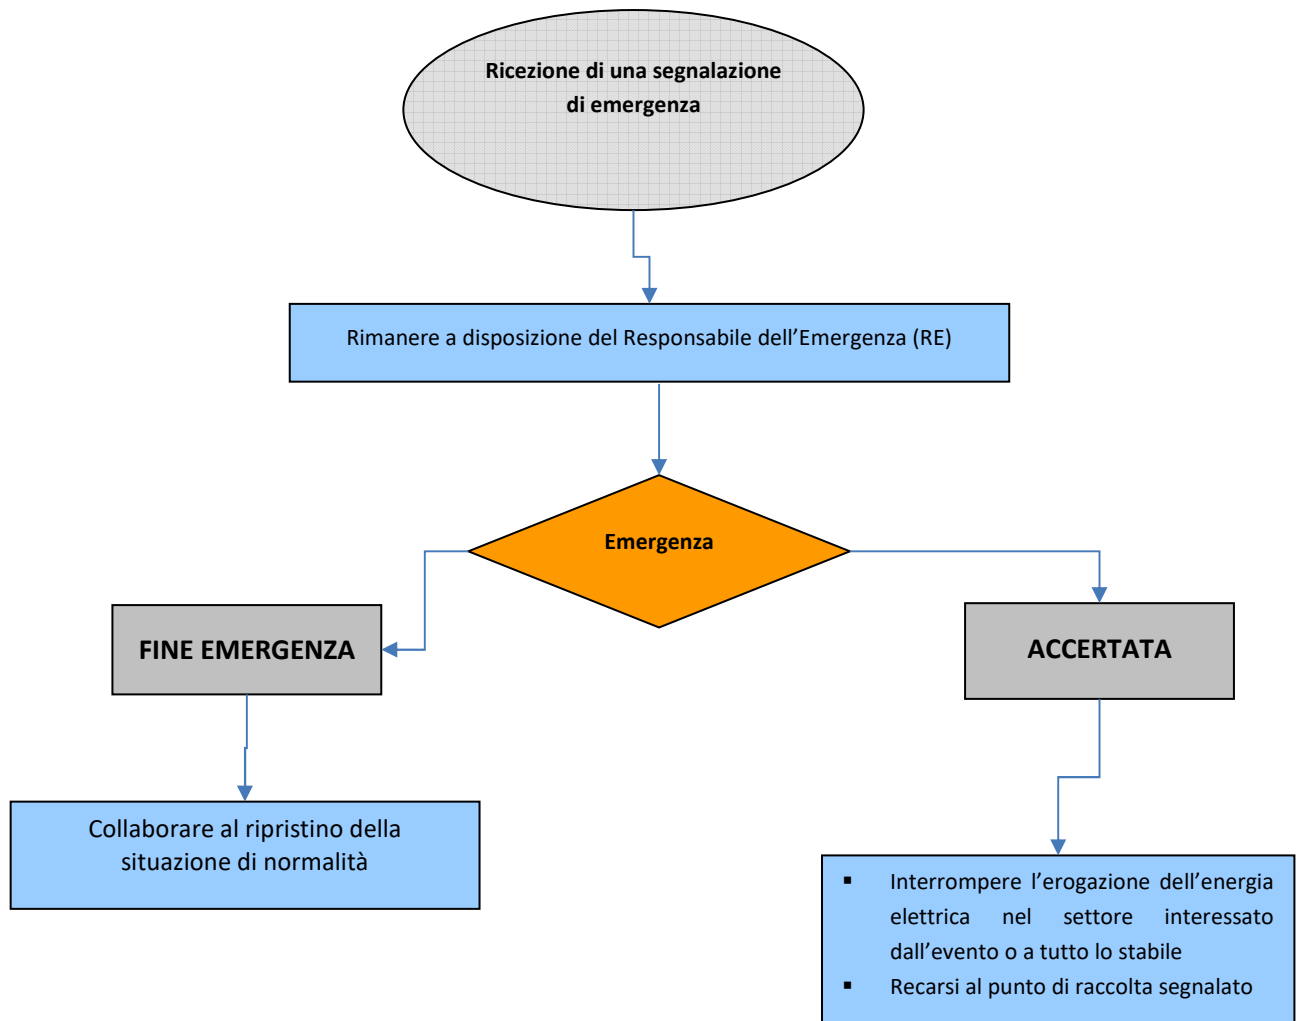 Ricezione di una segnalazione
di emergenza
Rimanere a disposizione del Responsabile dell’Emergenza (RE)
Emergenza
FINE EMERGENZA
ACCERTATA
Collaborare al ripristino della
situazione di normalità
▪ Interrompere l’erogazione dell’energia
elettrica nel settore interessato
dall’evento o a tutto lo stabile
▪ Recarsi al punto di raccolta segnalato